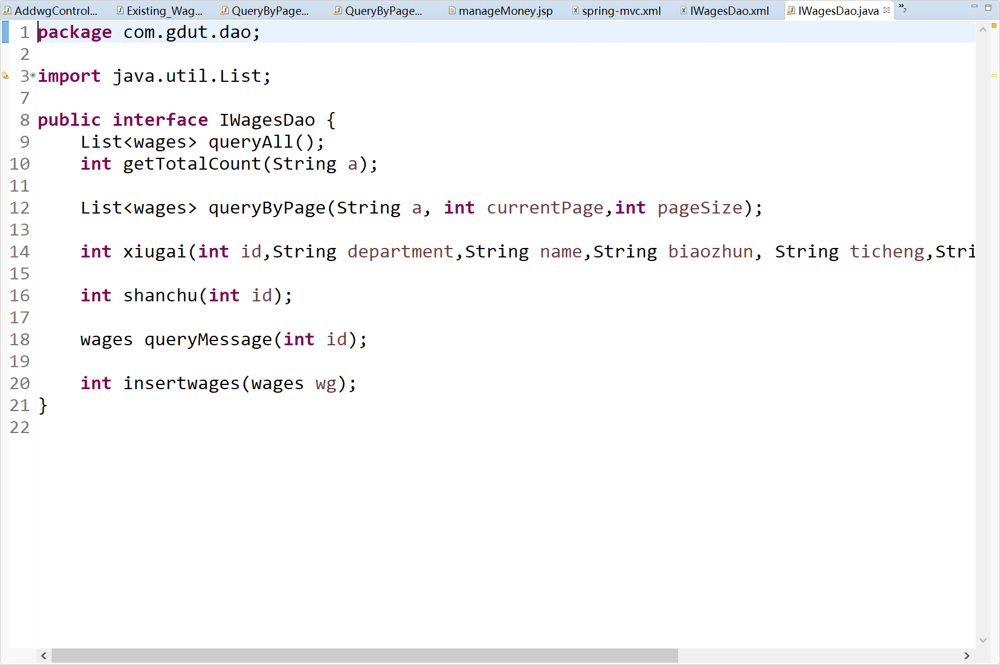 AddwgControl... Existing_Wag... QueryByPage... QueryByPage... manageMoney.jsp spring-mvc.xml IWagesDao.xml IWagesDao.java »2
1 package com.gdut.dao;
2
3 import java.util.List;
7
8 public interface IWagesDao {
9 List<wages> queryAll();
10 int getTotalCount(String a);
11
12 List<wages> queryByPage(String a, int currentPage,int pageSize);
13
14 int xiugai(int id,String department,String name,String biaozhun, String ticheng,Stri
15
16 int shanchu(int id);
17
18 wages queryMessage(int id);
19
20 int insertwages(wages wg);
21 }
22